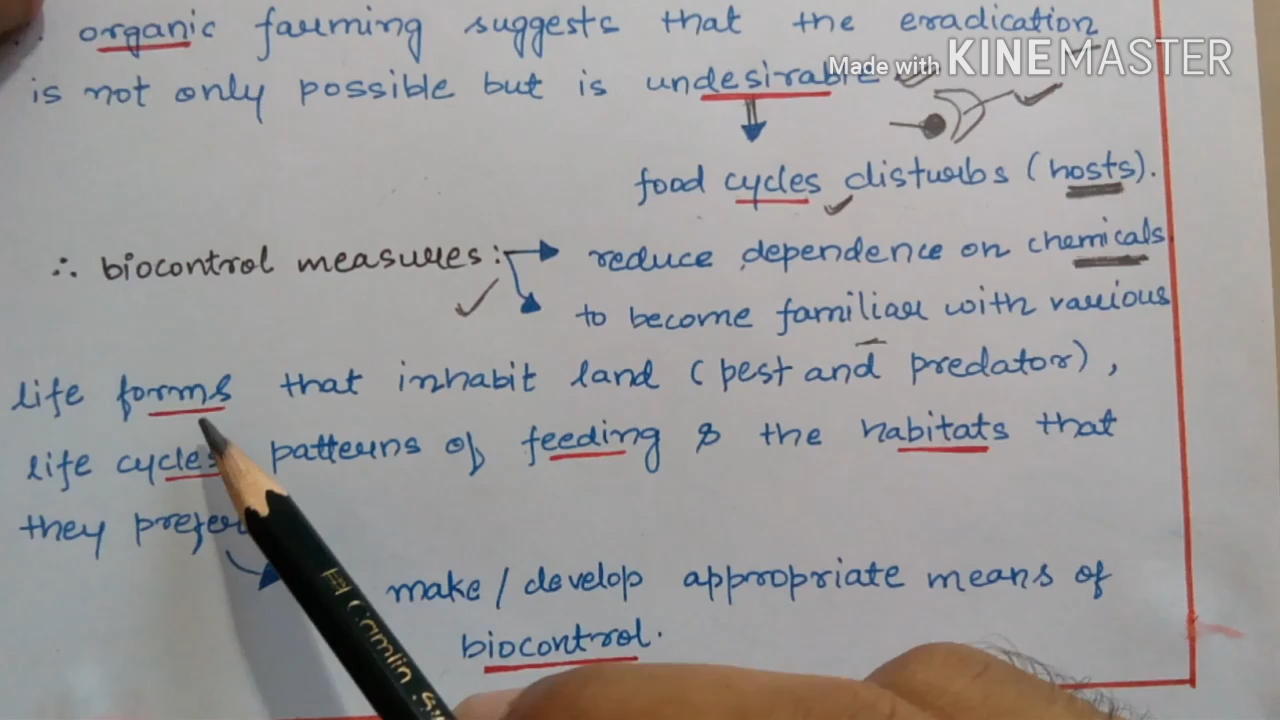 organic farming suggests that the eradication
Made with KINEMASTER
is not only possible but is undesirable
food cycles disturbs (hosts).
∴ biocontrol measures: reduce dependence on chemicals
to become familiar with various
life forms that inhabit land (pest and predator),
life cycles patterns of feeding & the habitats that
they prefer
make/develop appropriate means of
biocontrol.
Camlin